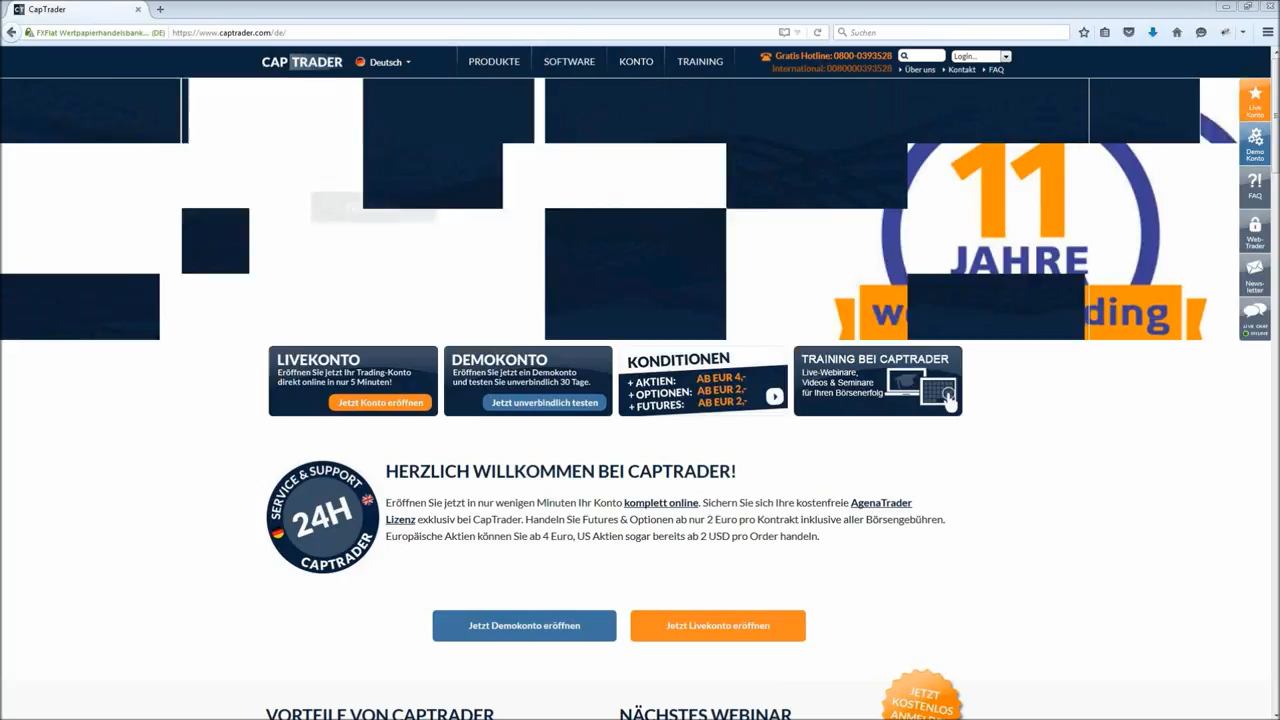 CapTrader
FXFlat Wertpapierhandelsbank... (DE)
https://www.captrader.com/de/
Suchen
CAP TRADER
Deutsch
PRODUKTE
SOFTWARE
KONTO
TRAINING
Gratis Hotline: 0800-0393528
International: 0080000393528
Login...
Über uns
Kontakt
FAQ
Live
Konto
Demo
Konto
?!
FAQ
Web-
Trader
News-
letter
LIVE CHAT
OFFLINE
11
JAHRE
ding
LIVEKONTO
Eröffnen Sie jetzt Ihr Trading-Konto
direkt online in nur 5 Minuten!
Jetzt Konto eröffnen
DEMOKONTO
Eröffnen Sie jetzt ein Demokonto
und testen Sie unverbindlich 30 Tage.
Jetzt unverbindlich testen
KONDITIONEN
+ AKTIEN: AB EUR 4,-
+ OPTIONEN: AB EUR 2,-
+ FUTURES: AB EUR 2,-
TRAINING BEI CAPTRADER
Live-Webinare,
Videos & Seminare
für Ihren Börsenerfolg
SERVICE & SUPPORT
24H
CAPTRADER
HERZLICH WILLKOMMEN BEI CAPTRADER!
Eröffnen Sie jetzt in nur wenigen Minuten Ihr Konto komplett online. Sichern Sie sich Ihre kostenfreie AgenaTrader
Lizenz exklusiv bei CapTrader. Handeln Sie Futures & Optionen ab nur 2 Euro pro Kontrakt inklusive aller Börsengebühren.
Europäische Aktien können Sie ab 4 Euro, US Aktien sogar bereits ab 2 USD pro Order handeln.
Jetzt Demokonto eröffnen
Jetzt Livekonto eröffnen
VORTEILE VON CAPTRADER
NÄCHSTES WEBINAR
JETZT
KOSTENLOS
ANMELDEN